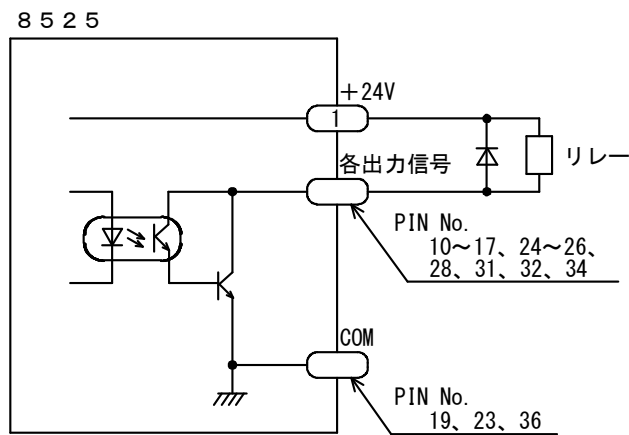 ８５２５
＋24V
1
各出力信号
リレー
PIN No.
10～17、24～26、
28、31、32、34
COM
PIN No.
19、23、36